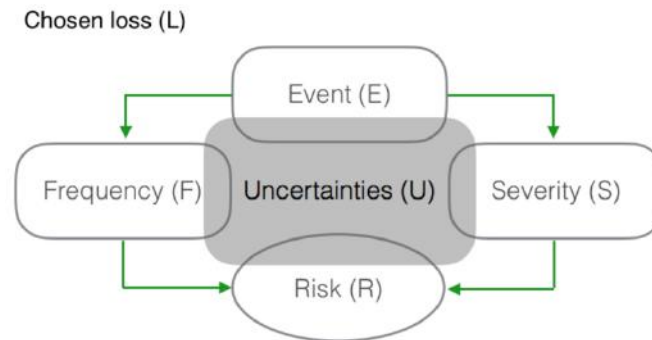 Chosen loss (L)
Event (E)
Frequency (F)
Uncertainties (U)
Severity (S)
Risk (R)